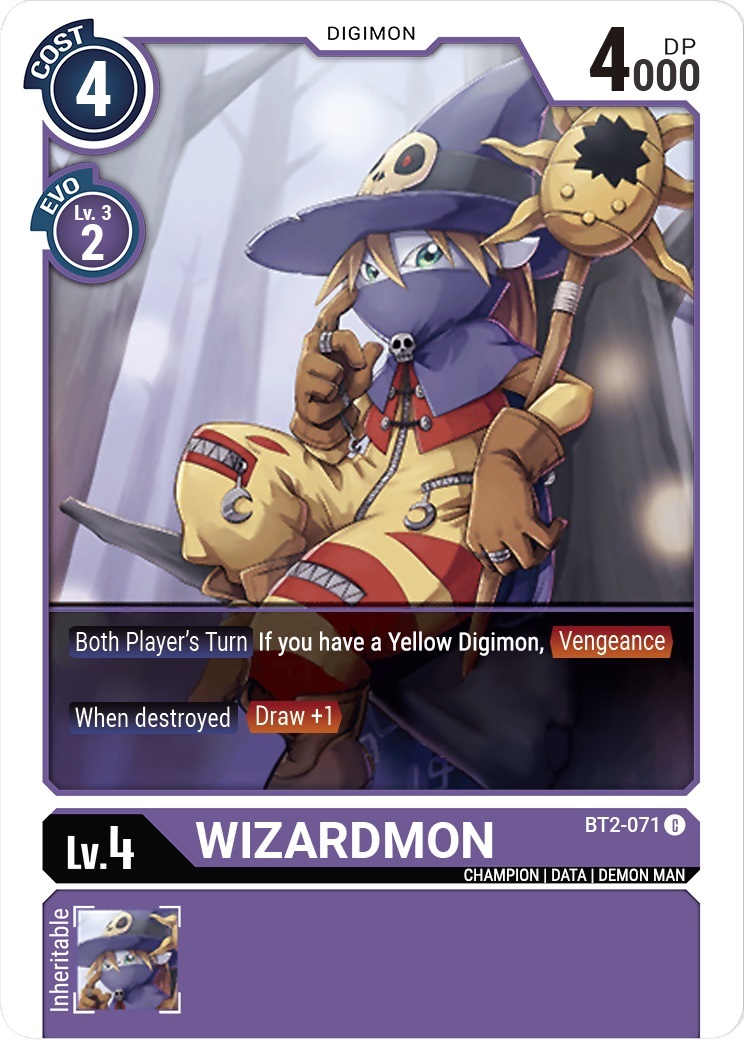 COST
4
DIGIMON
DP
4000
EVO
Lv. 3
2
Both Player's Turn If you have a Yellow Digimon, Vengeance
When destroyed Draw +1
BT2-071 C
Lv.4 WIZARDMON
CHAMPION | DATA | DEMON MAN
Inheritable